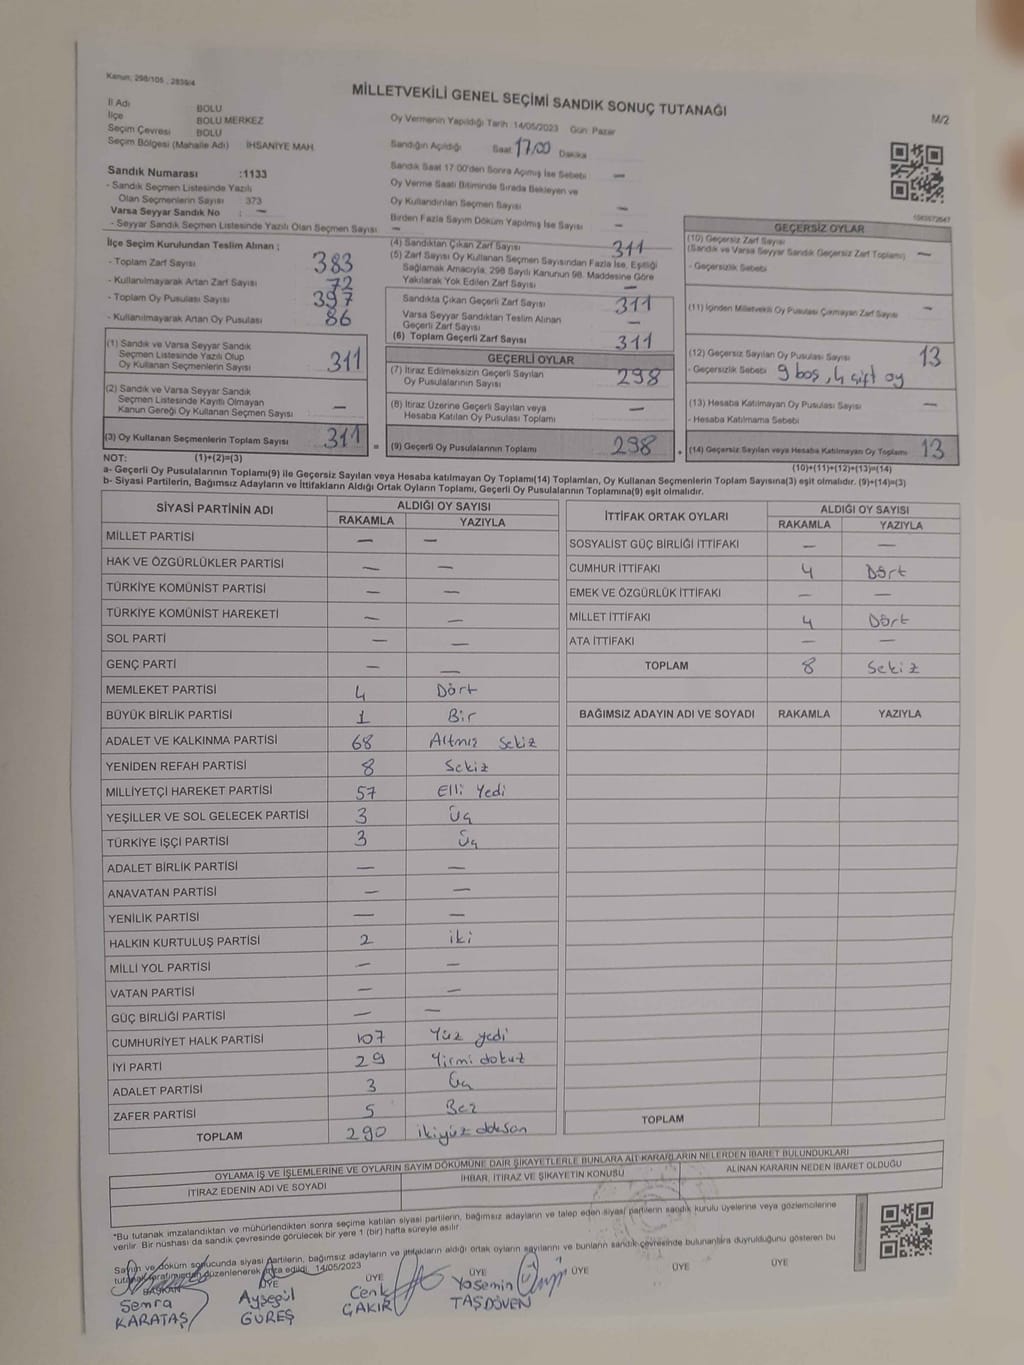 Kanun; 298/105 ; 2839/4
MİLLETVEKİLİ GENEL SEÇİMİ SANDIK SONUÇ TUTANAĞI
M/2
İl Adı BOLU
İlçe BOLU MERKEZ
Seçim Çevresi BOLU
Seçim Bölgesi (Mahalle Adı) İHSANİYE MAH.
Sandık Numarası :1133
- Sandık Seçmen Listesinde Yazılı
Olan Seçmenlerin Sayısı 373
Varsa Seyyar Sandık No : —
- Seyyar Sandık Seçmen Listesinde Yazılı Olan Seçmen Sayısı: —
Oy Vermenin Yapıldığı Tarih: 14/05/2023 Gün: Pazar
Sandığın Açıldığı Saat 17.00 Dakika
Sandık Saat 17:00'den Sonra Açımış İse Sebebi —
Oy Verme Saati Bitiminde Sırada Bekleyen ve
Oy Kullandırılan Seçmen Sayısı —
Birden Fazla Sayım Döküm Yapılmış İse Sayısı —
İlçe Seçim Kurulundan Teslim Alınan ;
- Toplam Zarf Sayısı 383
- Kullanılmayarak Artan Zarf Sayısı 72
- Toplam Oy Pusulası Sayısı 397
- Kullanılmayarak Artan Oy Pusulası 86
(1) Sandık ve Varsa Seyyar Sandık
Seçmen Listesinde Yazılı Olup
Oy Kullanan Seçmenlerin Sayısı 311
(2) Sandık ve Varsa Seyyar Sandık
Seçmen Listesinde Kayıtlı Olmayan
Kanun Gereği Oy Kullanan Seçmen Sayısı —
(3) Oy Kullanan Seçmenlerin Toplam Sayısı 311
(4) Sandıktan Çıkan Zarf Sayısı 311
(5) Zarf Sayısı Oy Kullanan Seçmen Sayısından Fazla İse, Eşitliği
Sağlamak Amacıyla; 298 Sayılı Kanunun 98. Maddesine Göre
Yakılarak Yok Edilen Zarf Sayısı —
Sandıkta Çıkan Geçerli Zarf Sayısı 311
Varsa Seyyar Sandıktan Teslim Alınan
Geçerli Zarf Sayısı —
(6) Toplam Geçerli Zarf Sayısı 311
GEÇERLİ OYLAR
(7) İtiraz Edilmeksizin Geçerli Sayılan
Oy Pusulalarının Sayısı 298
(8) İtiraz Üzerine Geçerli Sayılan veya
Hesaba Katılan Oy Pusulası Toplamı —
= (9) Geçerli Oy Pusulalarının Toplamı 298
GEÇERSİZ OYLAR
(10) Geçersiz Zarf Sayısı
(Sandık ve Varsa Seyyar Sandık Geçersiz Zarf Toplamı) —
- Geçersizlik Sebebi
(11) İçinden Milletvekili Oy Pusulası Çıkmayan Zarf Sayısı —
(12) Geçersiz Sayılan Oy Pusulası Sayısı 13
- Geçersizlik Sebebi 9 boş, 4 çift oy
(13) Hesaba Katılmayan Oy Pusulası Sayısı —
- Hesaba Katılmama Sebebi
+ (14) Geçersiz Sayılan veya Hesaba Katılmayan Oy Toplamı 13
NOT: (1)+(2)=(3) (10)+(11)+(12)+(13)=(14)
a- Geçerli Oy Pusulalarının Toplamı(9) ile Geçersiz Sayılan veya Hesaba katılmayan Oy Toplamı(14) Toplamları, Oy Kullanan Seçmenlerin Toplam Sayısına(3) eşit olmalıdır. (9)+(14)=(3)
b- Siyasi Partilerin, Bağımsız Adayların ve İttifakların Aldığı Oy Sayıları Toplamı, Geçerli Oy Pusulalarının Toplamına(9) eşit olmalıdır.
SİYASİ PARTİNİN ADI ALDIĞI OY SAYISI
RAKAMLA YAZIYLA
MİLLET PARTİSİ — —
HAK VE ÖZGÜRLÜKLER PARTİSİ — —
TÜRKİYE KOMÜNİST PARTİSİ — —
TÜRKİYE KOMÜNİST HAREKETİ — —
SOL PARTİ — —
GENÇ PARTİ — —
MEMLEKET PARTİSİ 4 Dört
BÜYÜK BİRLİK PARTİSİ 1 Bir
ADALET VE KALKINMA PARTİSİ 68 Altmış Sekiz
YENİDEN REFAH PARTİSİ 8 Sekiz
MİLLİYETÇİ HAREKET PARTİSİ 57 Elli Yedi
YEŞİLLER VE SOL GELECEK PARTİSİ 3 Üç
TÜRKİYE İŞÇİ PARTİSİ 3 Üç
ADALET BİRLİK PARTİSİ — —
ANAVATAN PARTİSİ — —
YENİLİK PARTİSİ — —
HALKIN KURTULUŞ PARTİSİ 2 iki
MİLLİ YOL PARTİSİ — —
VATAN PARTİSİ — —
GÜÇ BİRLİĞİ PARTİSİ — —
CUMHURİYET HALK PARTİSİ 107 Yüz yedi
İYİ PARTİ 29 Yirmi dokuz
ADALET PARTİSİ 3 Üç
ZAFER PARTİSİ 5 Beş
TOPLAM 290 ikiyüz doksan
İTTİFAK ORTAK OYLARI ALDIĞI OY SAYISI
RAKAMLA YAZIYLA
SOSYALİST GÜÇ BİRLİĞİ İTTİFAKI — —
CUMHUR İTTİFAKI 4 Dört
EMEK VE ÖZGÜRLÜK İTTİFAKI — —
MİLLET İTTİFAKI 4 Dört
ATA İTTİFAKI — —
TOPLAM 8 Sekiz
BAĞIMSIZ ADAYIN ADI VE SOYADI RAKAMLA YAZIYLA
TOPLAM
OYLAMA İŞ VE İŞLEMLERİNE VE OYLARIN SAYIM DÖKÜMÜNE DAİR ŞİKAYETLERLE BUNLARA AİT KARARLARIN NELERDEN İBARET BULUNDUKLARI
İTİRAZ EDENİN ADI VE SOYADI İHBAR, İTİRAZ VE ŞİKAYETİN KONUSU ALINAN KARARIN NEDEN İBARET OLDUĞU
*Bu tutanak imzalandıktan ve mühürlendikten sonra seçime katılan siyasi partilerin, bağımsız adayların ve talep eden siyasi partilerin sandık kurulu üyelerine veya gözlemcilerine
verilir. Bir nüshası da sandık çevresinde görülecek bir yere 1 (bir) hafta süreyle asılır
Sayım ve döküm sonucunda siyasi partilerin, bağımsız adayların ve ittifakların aldığı ortak oyların sayılarını ve bunların sandık çevresinde bulunanlara duyrulduğunu gösteren bu
tutanak tarafımızdan düzenlenerek imza edildi. 14/05/2023
BAŞKAN ÜYE ÜYE ÜYE ÜYE ÜYE ÜYE
Semra Ayşegül Cenk Yasemin
KARATAŞ GÜREŞ ÇAKIR TAŞDÖVEN